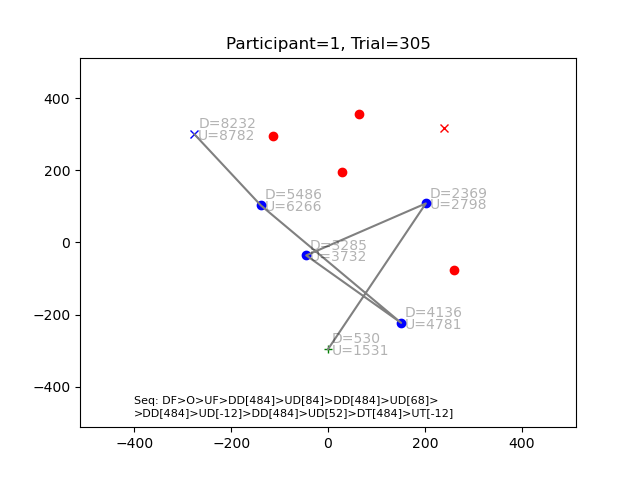 Participant=1, Trial=305
400
200
0
−200
−400
−400
−200
0
200
400
D=8232
U=8782
D=5486
U=6266
D=2369
U=2798
D=3285
U=3732
D=4136
U=4781
D=530
U=1531
Seq: DF>O>UF>DD[484]>UD[84]>DD[484]>UD[68]>
>DD[484]>UD[-12]>DD[484]>UD[52]>DT[484]>UT[-12]